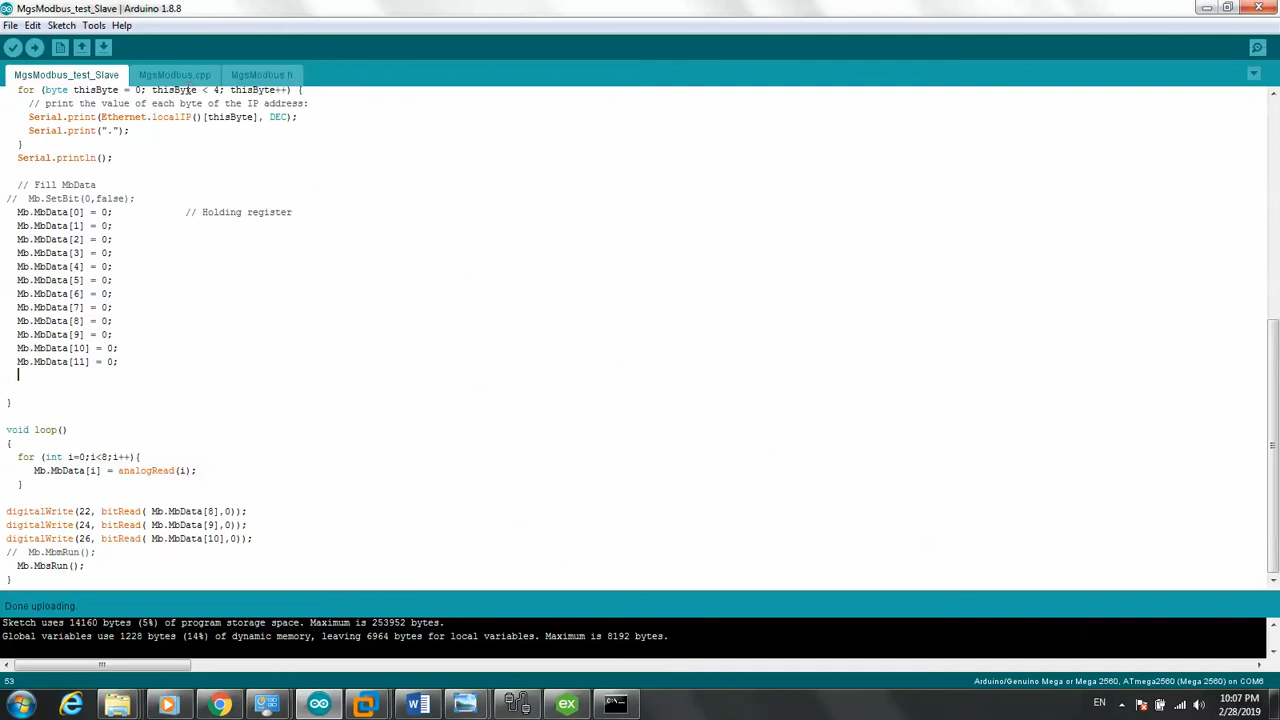 MgsModbus_test_Slave | Arduino 1.8.8
File Edit Sketch Tools Help
MgsModbus_test_Slave MgsModbus.cpp MgsModbus.h
for (byte thisByte = 0; thisByte < 4; thisByte++) {
// print the value of each byte of the IP address:
Serial.print(Ethernet.localIP()[thisByte], DEC);
Serial.print(".");
}
Serial.println();
// Fill MbData
// Mb.SetBit(0,false);
Mb.MbData[0] = 0; // Holding register
Mb.MbData[1] = 0;
Mb.MbData[2] = 0;
Mb.MbData[3] = 0;
Mb.MbData[4] = 0;
Mb.MbData[5] = 0;
Mb.MbData[6] = 0;
Mb.MbData[7] = 0;
Mb.MbData[8] = 0;
Mb.MbData[9] = 0;
Mb.MbData[10] = 0;
Mb.MbData[11] = 0;
}
void loop()
{
for (int i=0;i<8;i++){
Mb.MbData[i] = analogRead(i);
}
digitalWrite(22, bitRead( Mb.MbData[8],0));
digitalWrite(24, bitRead( Mb.MbData[9],0));
digitalWrite(26, bitRead( Mb.MbData[10],0));
// Mb.MbmRun();
Mb.MbsRun();
}
Done uploading.
Sketch uses 14160 bytes (5%) of program storage space. Maximum is 253952 bytes.
Global variables use 1228 bytes (14%) of dynamic memory, leaving 6964 bytes for local variables. Maximum is 8192 bytes.
53 Arduino/Genuino Mega or Mega 2560, ATmega2560 (Mega 2560) on COM6
EN 10:07 PM
2/28/2019